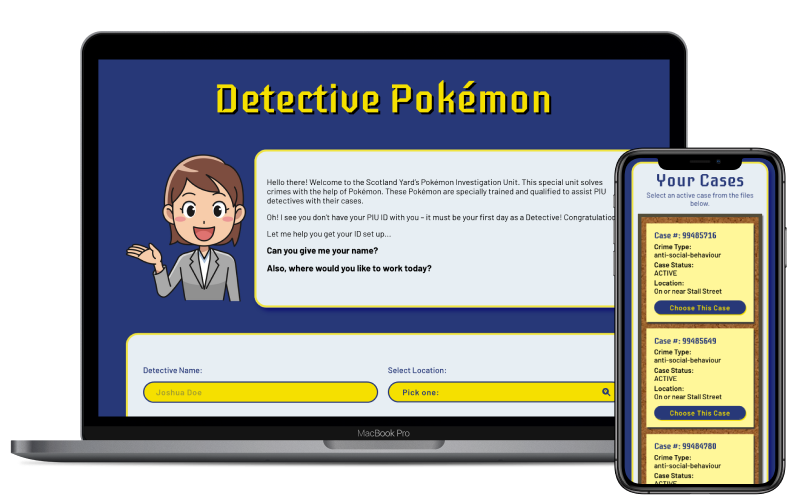 Detective Pokémon
Hello there! Welcome to the Scotland Yard's Pokémon Investigation Unit. This special unit solves
crimes with the help of Pokémon. These Pokémon are specially trained and qualified to assist PIU
detectives with their cases.
Oh! I see you don't have your PIU ID with you – it must be your first day as a Detective!
Let me help you get your ID set up...
Can you give me your name?
Also, where would you like to work today?
Detective Name:
Joshua Doe
Select Location:
Pick one:
MacBook Pro
Your Cases
Select an active case from the files
below.
Case #: 99485716
Crime Type:
anti-social-behaviour
Case Status:
ACTIVE
Location:
On or near Stall Street
Choose This Case
Case #: 99485649
Crime Type:
anti-social-behaviour
Case Status:
ACTIVE
Location:
On or near Stall Street
Choose This Case
Case #: 99484780
Crime Type:
anti-social-behaviour
Case Status:
ACTIVE